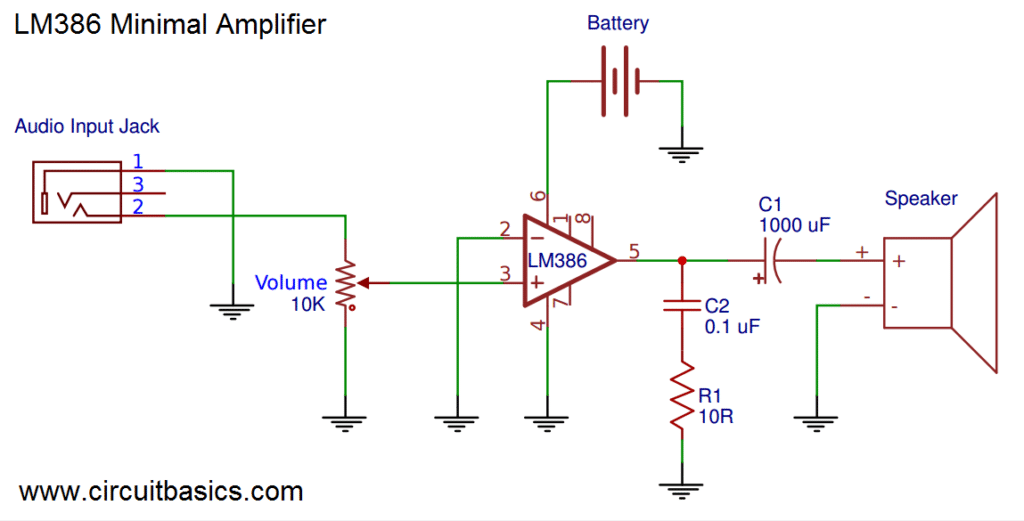 LM386 Minimal Amplifier
Battery
Audio Input Jack
1
3
2
6
1
8
2
LM386
3
7
4
5
Volume
10K
C1
1000 uF
Speaker
+
+
+
-
-
−
+
C2
0.1 uF
R1
10R
www.circuitbasics.com